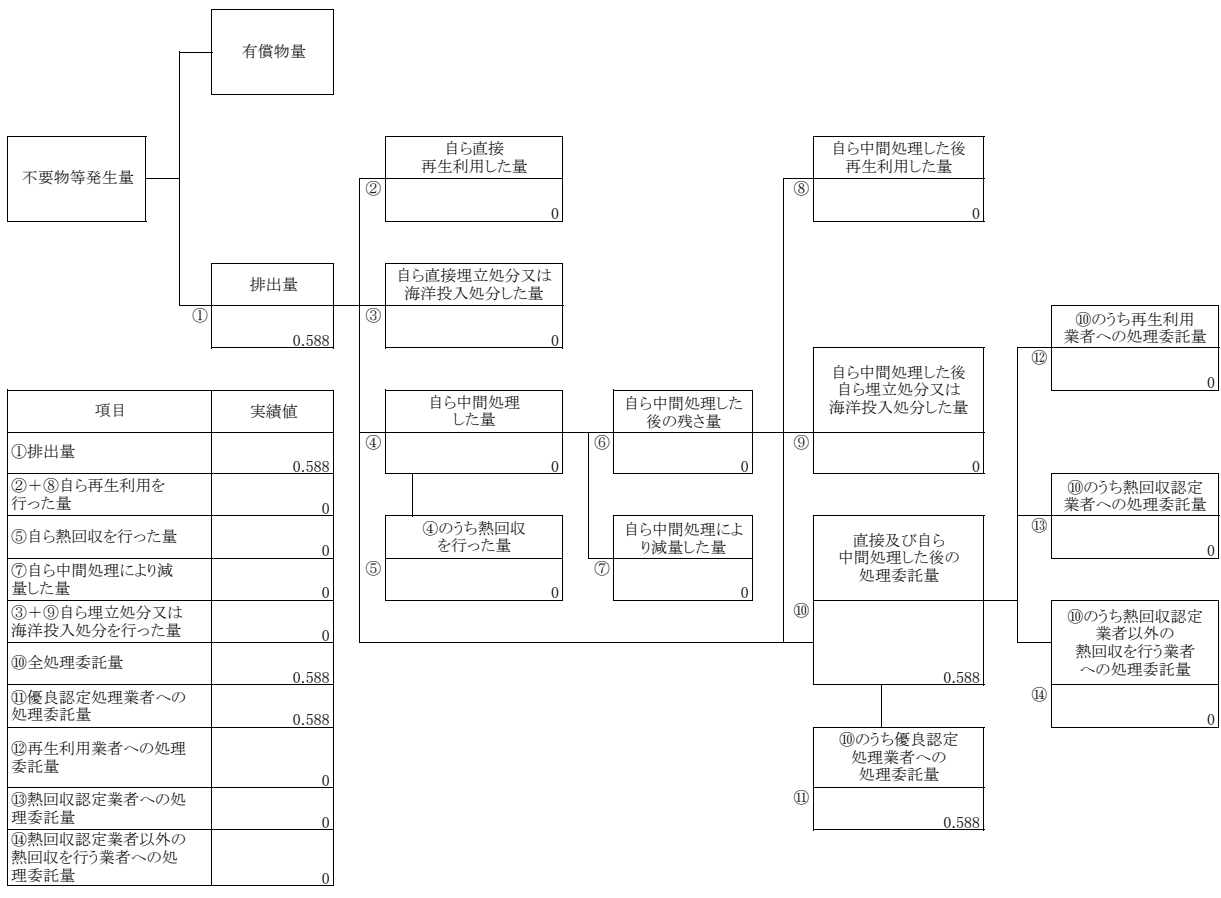 有償物量
不要物等発生量
排出量
①
0.588
自ら直接
再生利用した量
②
0
自ら直接埋立処分又は
海洋投入処分した量
③
0
自ら中間処理
した量
④
0
④のうち熱回収
を行った量
⑤
0
自ら中間処理した
後の残さ量
⑥
0
自ら中間処理によ
り減量した量
⑦
0
自ら中間処理した後
再生利用した量
⑧
0
自ら中間処理した後
自ら埋立処分又は
海洋投入処分した量
⑨
0
直接及び自ら
中間処理した後の
処理委託量
⑩
0.588
⑩のうち優良認定
処理業者への
処理委託量
⑪
0.588
⑩のうち再生利用
業者への処理委託量
⑫
0
⑩のうち熱回収認定
業者への処理委託量
⑬
0
⑩のうち熱回収認定
業者以外の
熱回収を行う業者
への処理委託量
⑭
0
項目 実績値
①排出量
0.588
②＋⑧自ら再生利用を
行った量
0
⑤自ら熱回収を行った量
0
⑦自ら中間処理により減
量した量
0
③＋⑨自ら埋立処分又は
海洋投入処分を行った量
0
⑩全処理委託量
0.588
⑪優良認定処理業者への
処理委託量
0.588
⑫再生利用業者への処理
委託量
0
⑬熱回収認定業者への処
理委託量
0
⑭熱回収認定業者以外の
熱回収を行う業者への処
理委託量
0